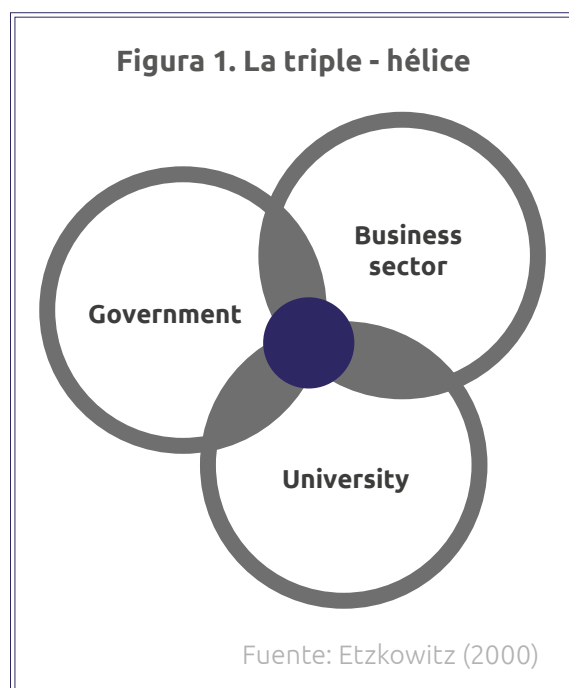 Figura 1. La triple - hélice
Business
sector
Government
University
Fuente: Etzkowitz (2000)